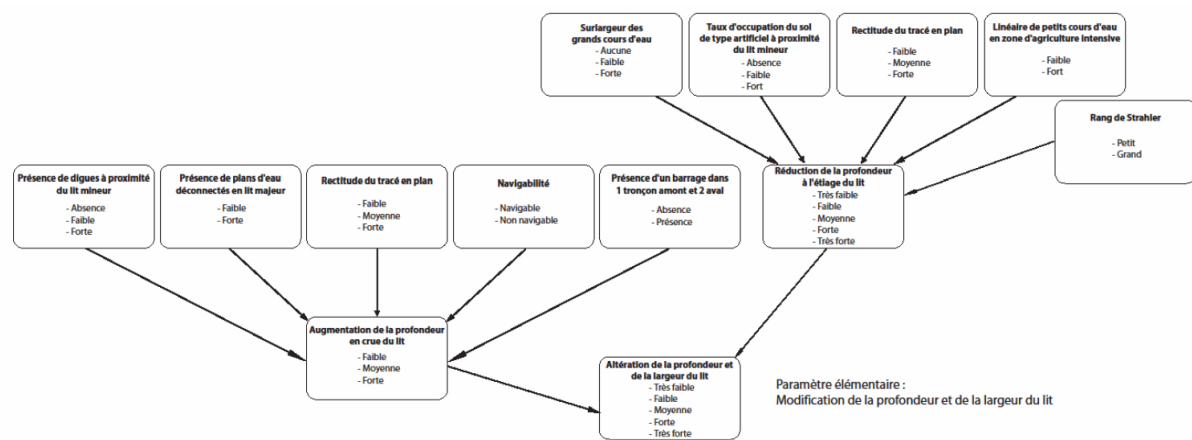 Surlargeur des
grands cours d'eau
- Aucune
- Faible
- Forte
Taux d'occupation du sol
de type artificiel à proximité
du lit mineur
- Absence
- Faible
- Fort
Rectitude du tracé en plan
- Faible
- Moyenne
- Forte
Linéaire de petits cours d'eau
en zone d'agriculture intensive
- Faible
- Fort
Rang de Strahler
- Petit
- Grand
Présence de digues à proximité
du lit mineur
- Absence
- Faible
- Forte
Présence de plans d'eau
déconnectés en lit majeur
- Faible
- Forte
Rectitude du tracé en plan
- Faible
- Moyenne
- Forte
Navigabilité
- Navigable
- Non navigable
Présence d'un barrage dans
1 tronçon amont et 2 aval
- Absence
- Présence
Réduction de la profondeur
à l'étiage du lit
- Très faible
- Faible
- Moyenne
- Forte
- Très forte
Augmentation de la profondeur
en crue du lit
- Faible
- Moyenne
- Forte
Altération de la profondeur et
de la largeur du lit
- Très faible
- Faible
- Moyenne
- Forte
- Très forte
Paramètre élémentaire :
Modification de la profondeur et de la largeur du lit